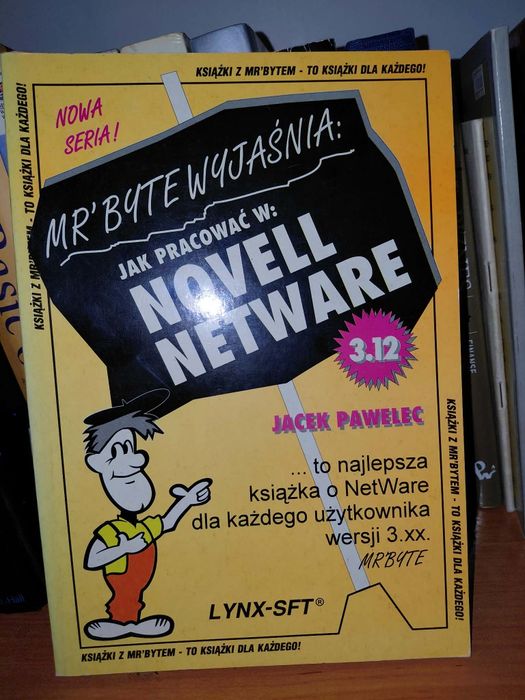 KSIĄŻKI Z MR'BYTEM - TO KSIĄŻKI DLA KAŻDEGO!
KSIĄŻKI Z MR'BYTEM - TO KSIĄŻKI DLA KAŻDEGO!
NOWA
SERIA!
MR'BYTE WYJAŚNIA:
JAK PRACOWAĆ W:
NOVELL
NETWARE
3.12
JACEK PAWELEC
... to najlepsza
książka o NetWare
dla każdego użytkownika
wersji 3.xx.
MR'BYTE
LYNX-SFT®
KSIĄŻKI Z MR'BYTEM - TO KSIĄŻKI DLA KAŻDEGO!
KSIĄŻKI Z MR'BYTEM - TO KSIĄŻKI DLA KAŻDEGO!
FINANCE
Hall